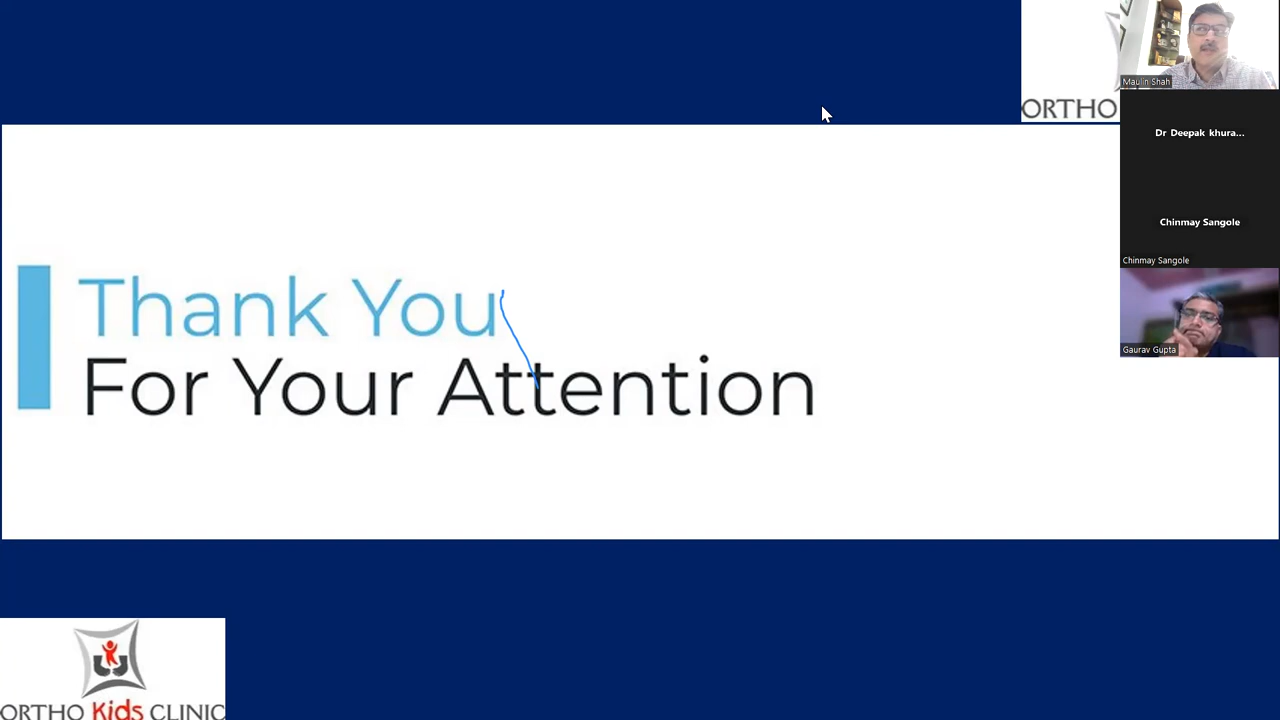 ORTHO
Maulin Shah
Dr Deepak khura...
Chinmay Sangole
Chinmay Sangole
Gaurav Gupta
Thank You
For Your Attention
ORTHO Kids CLINIC